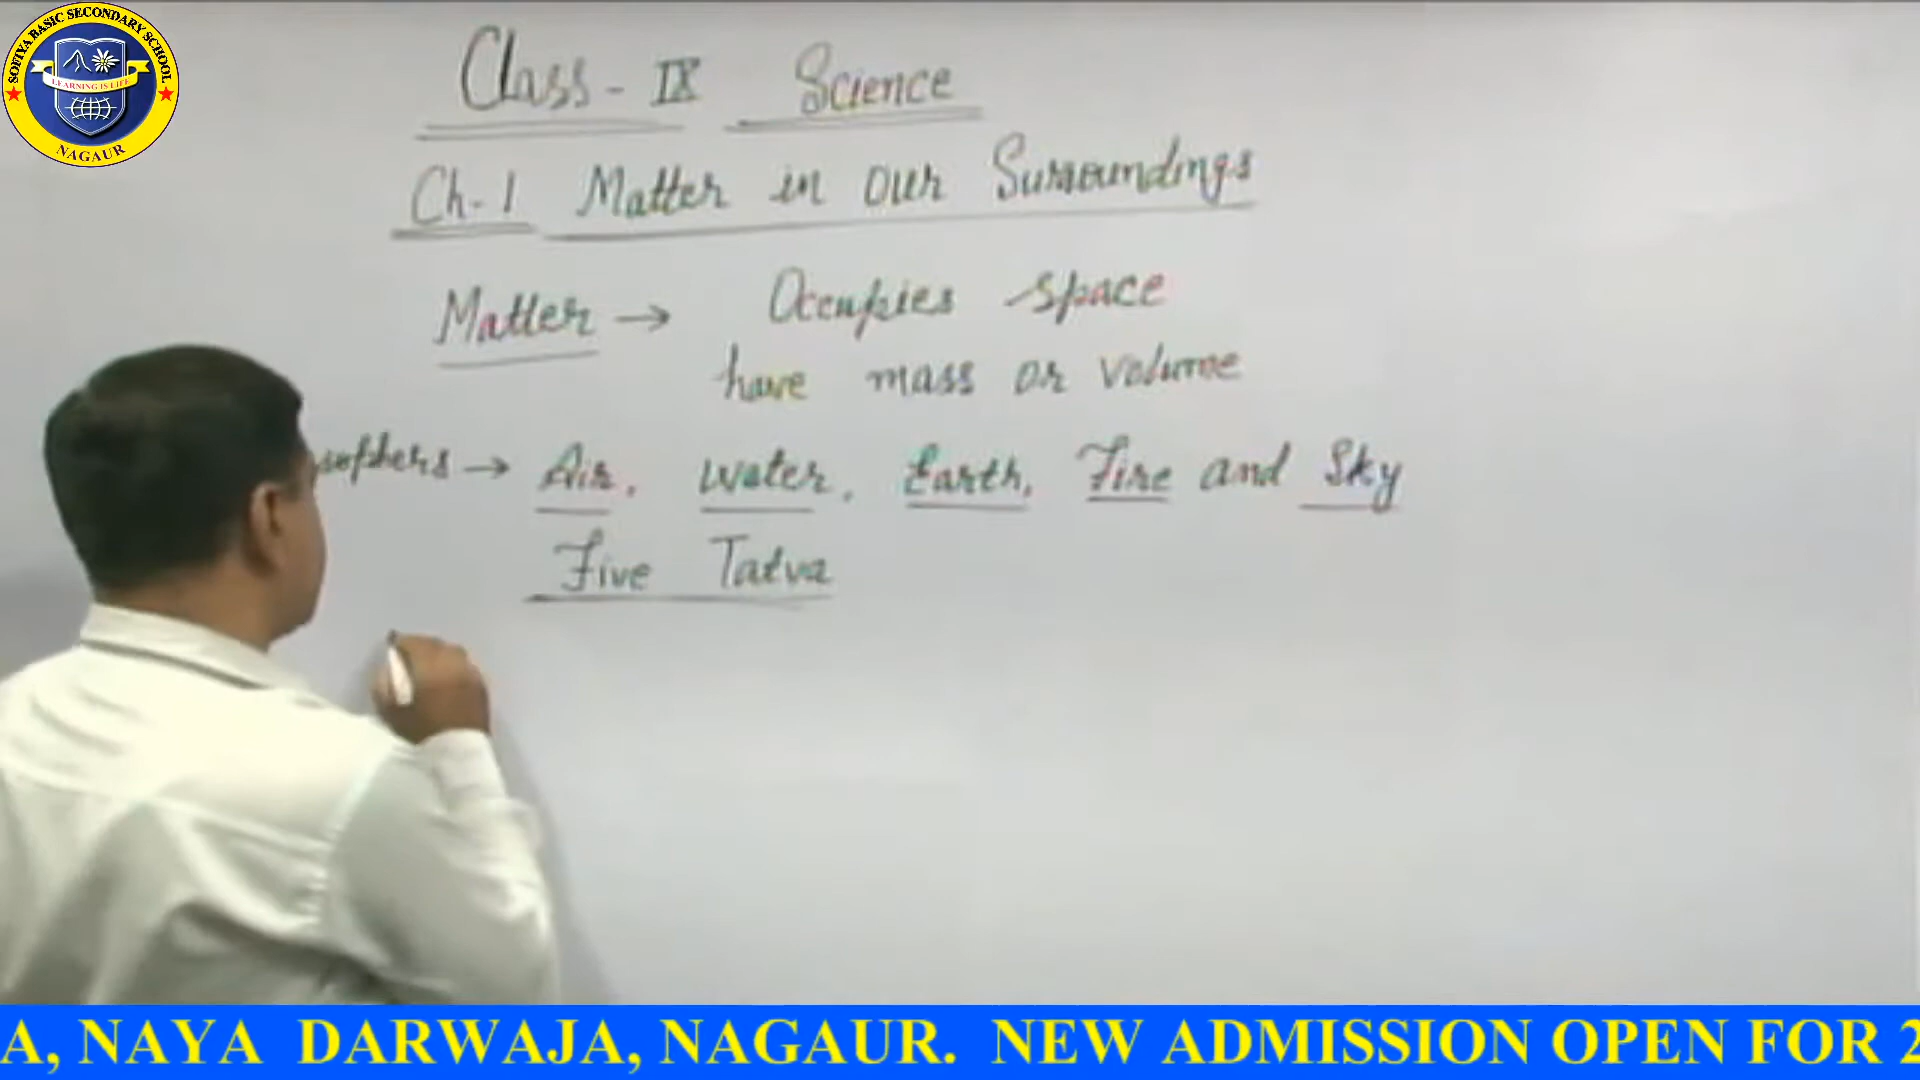 SOFIYA BASIC SECONDARY SCHOOL
LEARNING IS LIFE
NAGAUR
Class - IX Science
Ch-1 Matter in our Surroundings
Matter → Occupies space
have mass or volume
sophers → Air, Water, Earth, Fire and Sky
Five Tatva
A, NAYA DARWAJA, NAGAUR. NEW ADMISSION OPEN FOR 2